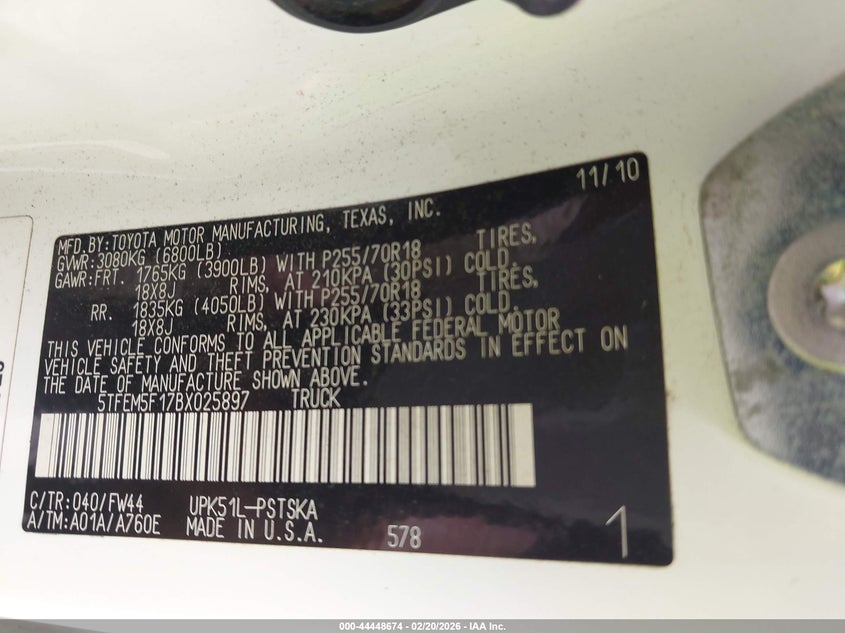 11/10
MFD. BY: TOYOTA MOTOR MANUFACTURING, TEXAS, INC.
GVWR: 3080KG (6800LB)
GAWR: FRT. 1765KG (3900LB) WITH P255/70R18 TIRES,
18X8J RIMS, AT 210KPA (30PSI) COLD.
RR. 1835KG (4050LB) WITH P255/70R18 TIRES,
18X8J RIMS, AT 230KPA (33PSI) COLD.
THIS VEHICLE CONFORMS TO ALL APPLICABLE FEDERAL MOTOR
VEHICLE SAFETY AND THEFT PREVENTION STANDARDS IN EFFECT ON
THE DATE OF MANUFACTURE SHOWN ABOVE.
5TFEM5F17BX025897 TRUCK
C/TR: 040/FW44 UPK51L-PSTSKA
A/TM: A01A/A760E MADE IN U.S.A. 578 1
000-44448674 / 02/20/2026 - IAA Inc.